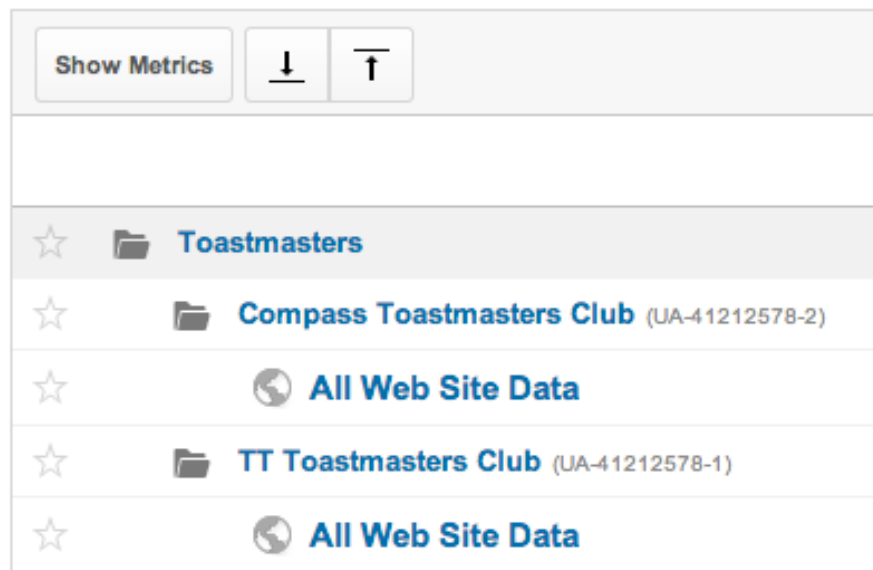 Show Metrics
Toastmasters
Compass Toastmasters Club (UA-41212578-2)
All Web Site Data
TT Toastmasters Club (UA-41212578-1)
All Web Site Data